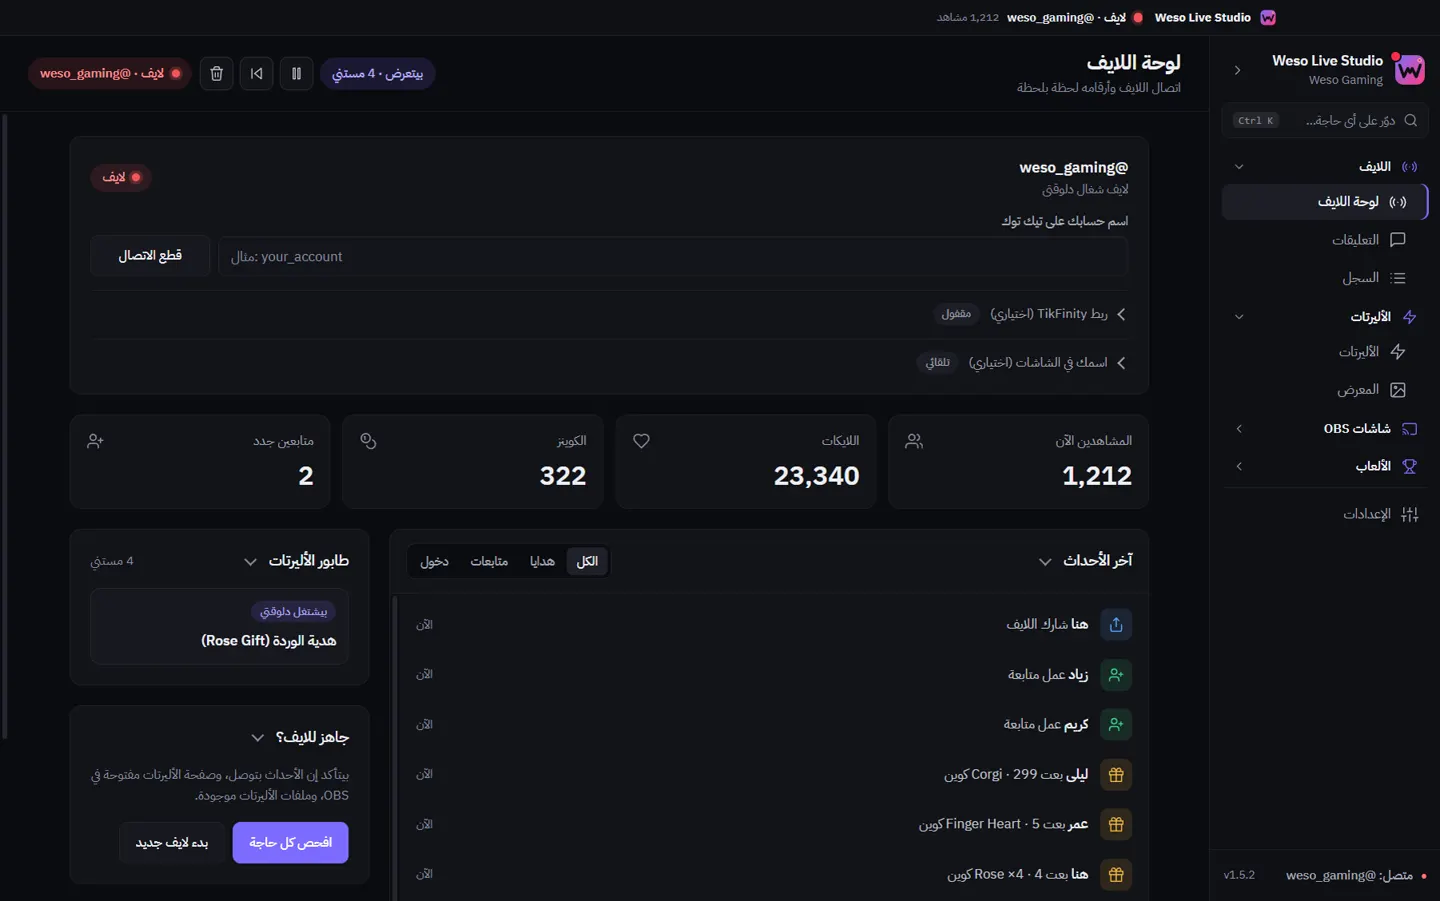 Weso Live Studio
لايف · @weso_gaming
1,212 مشاهد
Weso Live Studio
Weso Gaming
دوّر على أي حاجة...
Ctrl K
اللايف
لوحة اللايف
التعليقات
السجل
الأليرتات
الأليرتات
المعرض
شاشات OBS
الألعاب
الإعدادات
متصل: @weso_gaming
v1.5.2
لوحة اللايف
اتصال اللايف وأرقامه لحظة بلحظة
بيتعرض · 4 مستني
لايف · @weso_gaming
@weso_gaming
لايف شغال دلوقتي
لايف
اسم حسابك على تيك توك
مثال: your_account
قطع الاتصال
ربط TikFinity (اختياري)
مقفول
اسمك في الشاشات (اختياري)
تلقائي
المشاهدين الآن
1,212
اللايكات
23,340
الكوينز
322
متابعين جدد
2
آخر الأحداث
الكل
هدايا
متابعات
دخول
هنا شارك اللايف
الآن
زياد عمل متابعة
الآن
كريم عمل متابعة
الآن
ليلى بعت Corgi · 299 كوين
الآن
عمر بعت Finger Heart · 5 كوين
الآن
هنا بعت Rose ×4 · 4 كوين
الآن
طابور الأليرتات
4 مستني
بيشتغل دلوقتي
هدية الوردة (Rose Gift)
جاهز للايف؟
بيتأكد إن الأحداث بتوصل، وصفحة الأليرتات مفتوحة في
OBS، وملفات الأليرتات موجودة.
افحص كل حاجة
بدء لايف جديد